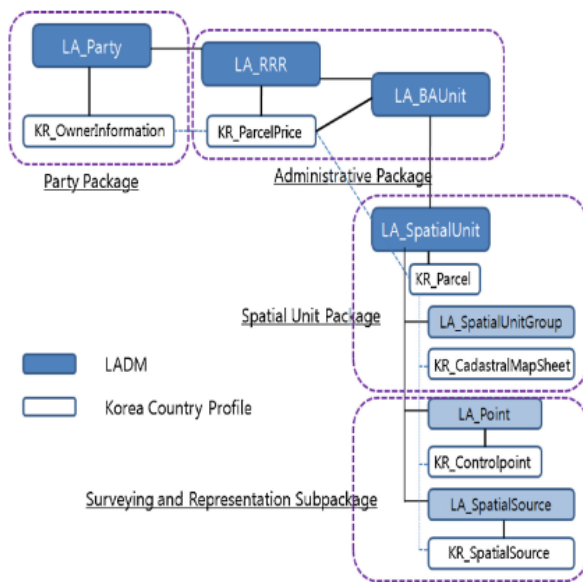 LA_Party
LA_RRR
LA_BAUnit
KR_OwnerInformation
KR_ParcelPrice
Party Package
Administrative Package
LA_SpatialUnit
KR_Parcel
Spatial Unit Package
LA_SpatialUnitGroup
LADM
KR_CadastralMapSheet
Korea Country Profile
LA_Point
KR_Controlpoint
Surveying and Representation Subpackage
LA_SpatialSource
KR_SpatialSource